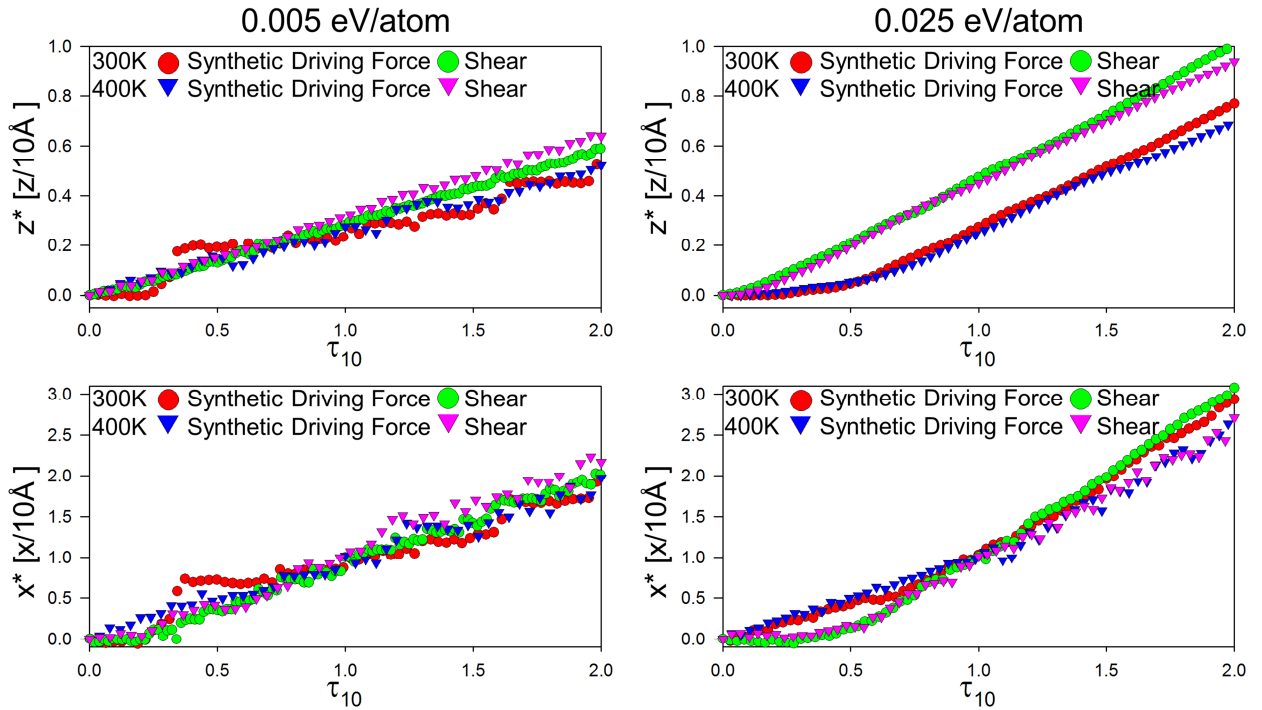 0.005 eV/atom
0.025 eV/atom
300K Synthetic Driving Force Shear
400K Synthetic Driving Force Shear
z* [z/10Å ]
1.0
0.8
0.6
0.4
0.2
0.0
0.0 0.5 1.0 1.5 2.0
τ10
300K Synthetic Driving Force Shear
400K Synthetic Driving Force Shear
z* [z/10Å ]
1.0
0.8
0.6
0.4
0.2
0.0
0.0 0.5 1.0 1.5 2.0
τ10
300K Synthetic Driving Force Shear
400K Synthetic Driving Force Shear
x* [x/10Å ]
3.0
2.5
2.0
1.5
1.0
0.5
0.0
0.0 0.5 1.0 1.5 2.0
τ10
300K Synthetic Driving Force Shear
400K Synthetic Driving Force Shear
x* [x/10Å ]
3.0
2.5
2.0
1.5
1.0
0.5
0.0
0.0 0.5 1.0 1.5 2.0
τ10